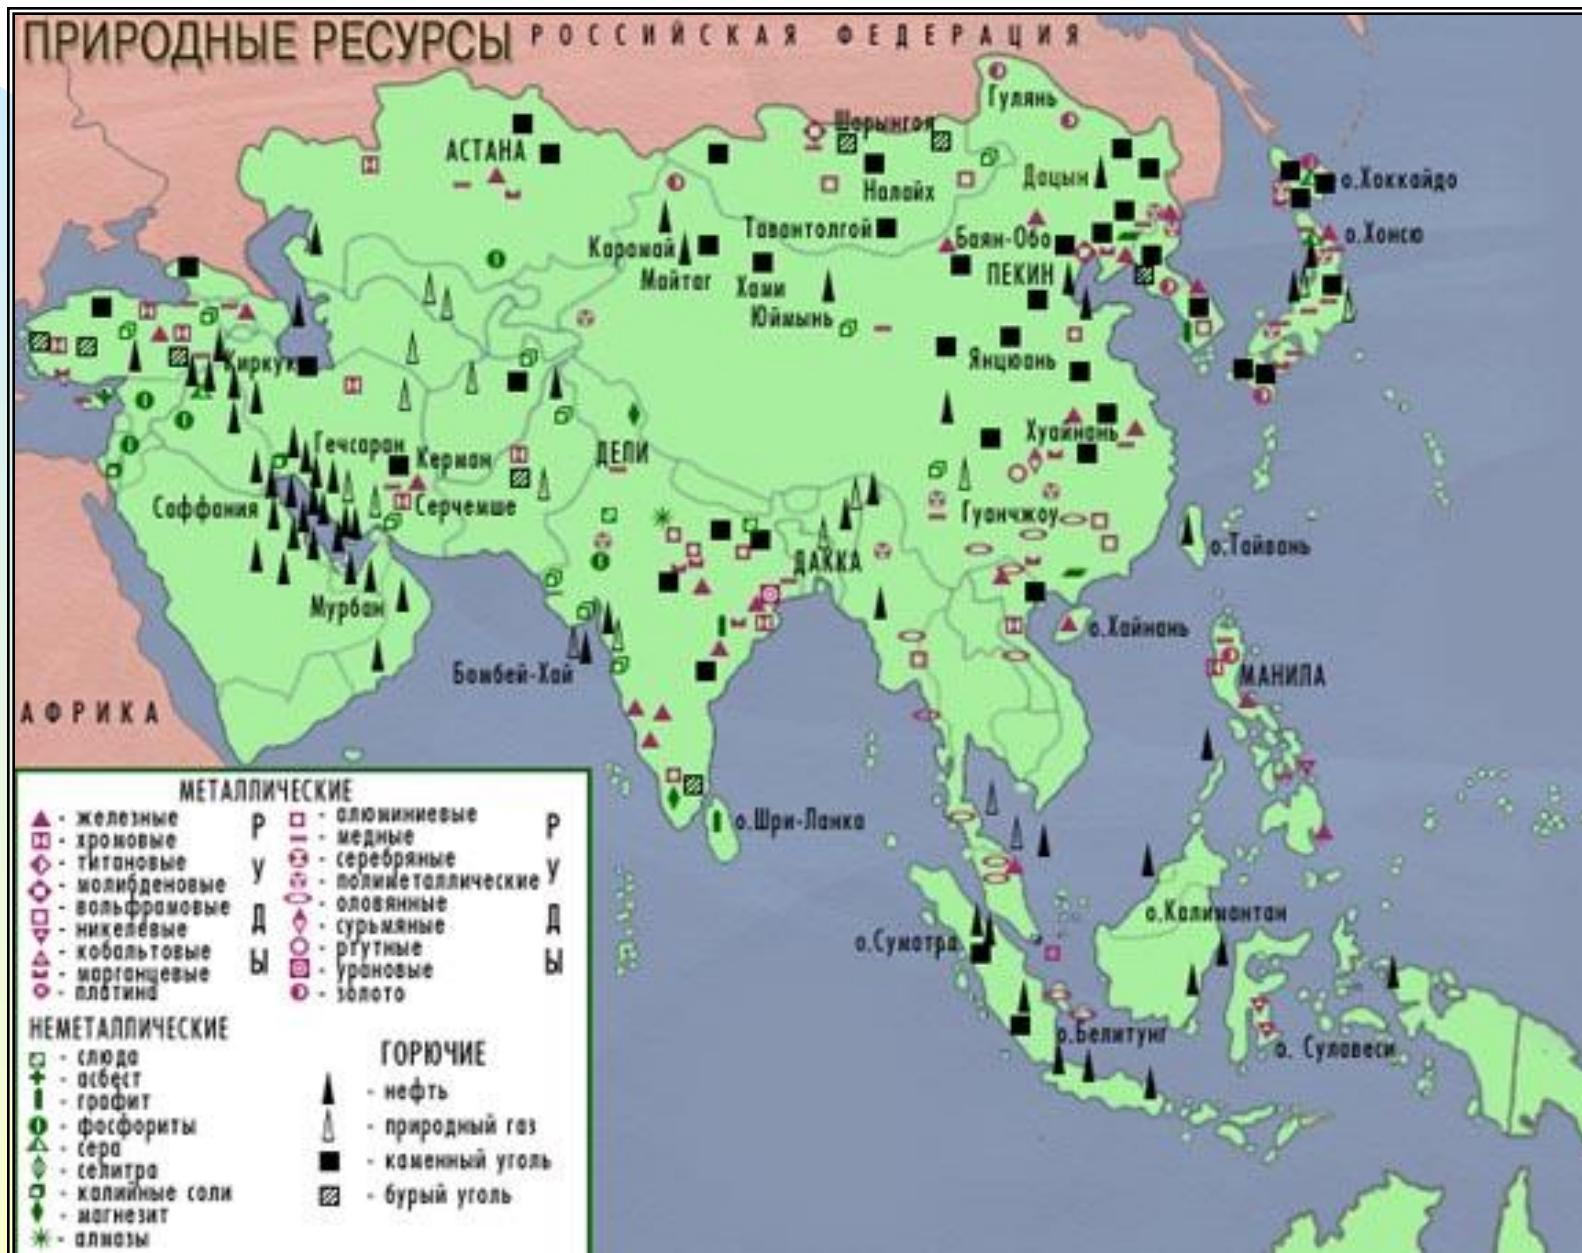 ПРИРОДНЫЕ РЕСУРСЫ
РОССИЙСКАЯ ФЕДЕРАЦИЯ
Гулянь
Шарынгол
АСТАНА
Налайх
Дацын
о.Хоккайдо
Карамай
Тавантолгой
Баян-Обо
о.Хонсю
Майтаг
Хами
ПЕКИН
Юймынь
Киркук
Янцюань
Хуайнань
Гечсаран
Керман
ДЕЛИ
Саффания
Серчемше
Гуанчжоу
о.Тайвань
ДАККА
Мурбан
о.Хайнань
Бомбей-Хай
МАНИЛА
АФРИКА
о.Шри-Ланка
о.Калимантан
о.Суматра
о.Белитунг
о. Сулавеси
МЕТАЛЛИЧЕСКИЕ
РУДЫ
- железные
- хромовые
- титановые
- молибденовые
- вольфрамовые
- никелевые
- кобальтовые
- марганцевые
- платина
РУДЫ
- алюминиевые
- медные
- серебряные
- полиметаллические
- оловянные
- сурьмяные
- ртутные
- урановые
- золото
НЕМЕТАЛЛИЧЕСКИЕ
- слюда
- асбест
- графит
- фосфориты
- сера
- селитра
- калийные соли
- магнезит
- алмазы
ГОРЮЧИЕ
- нефть
- природный газ
- каменный уголь
- бурый уголь